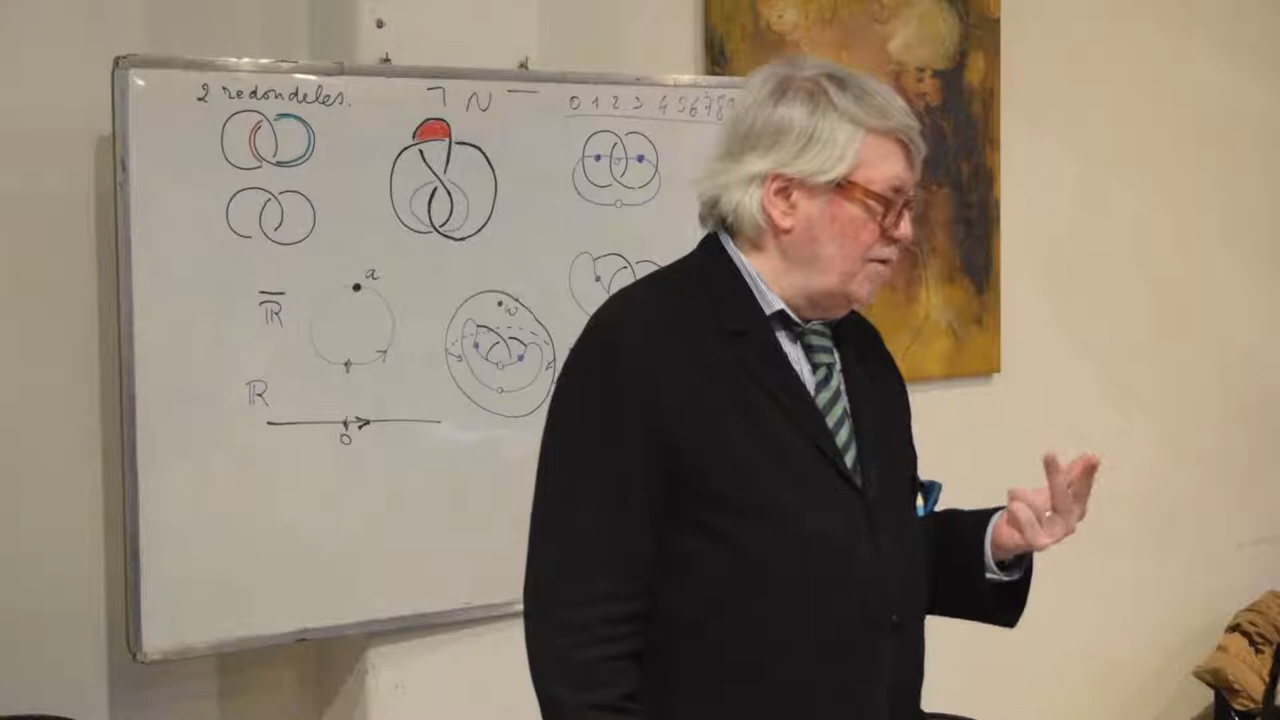 2 redondeles.
ㄱ N —
0 1 2 3 4 5 6 7 8 9
a
R̅
ω
ℝ
0